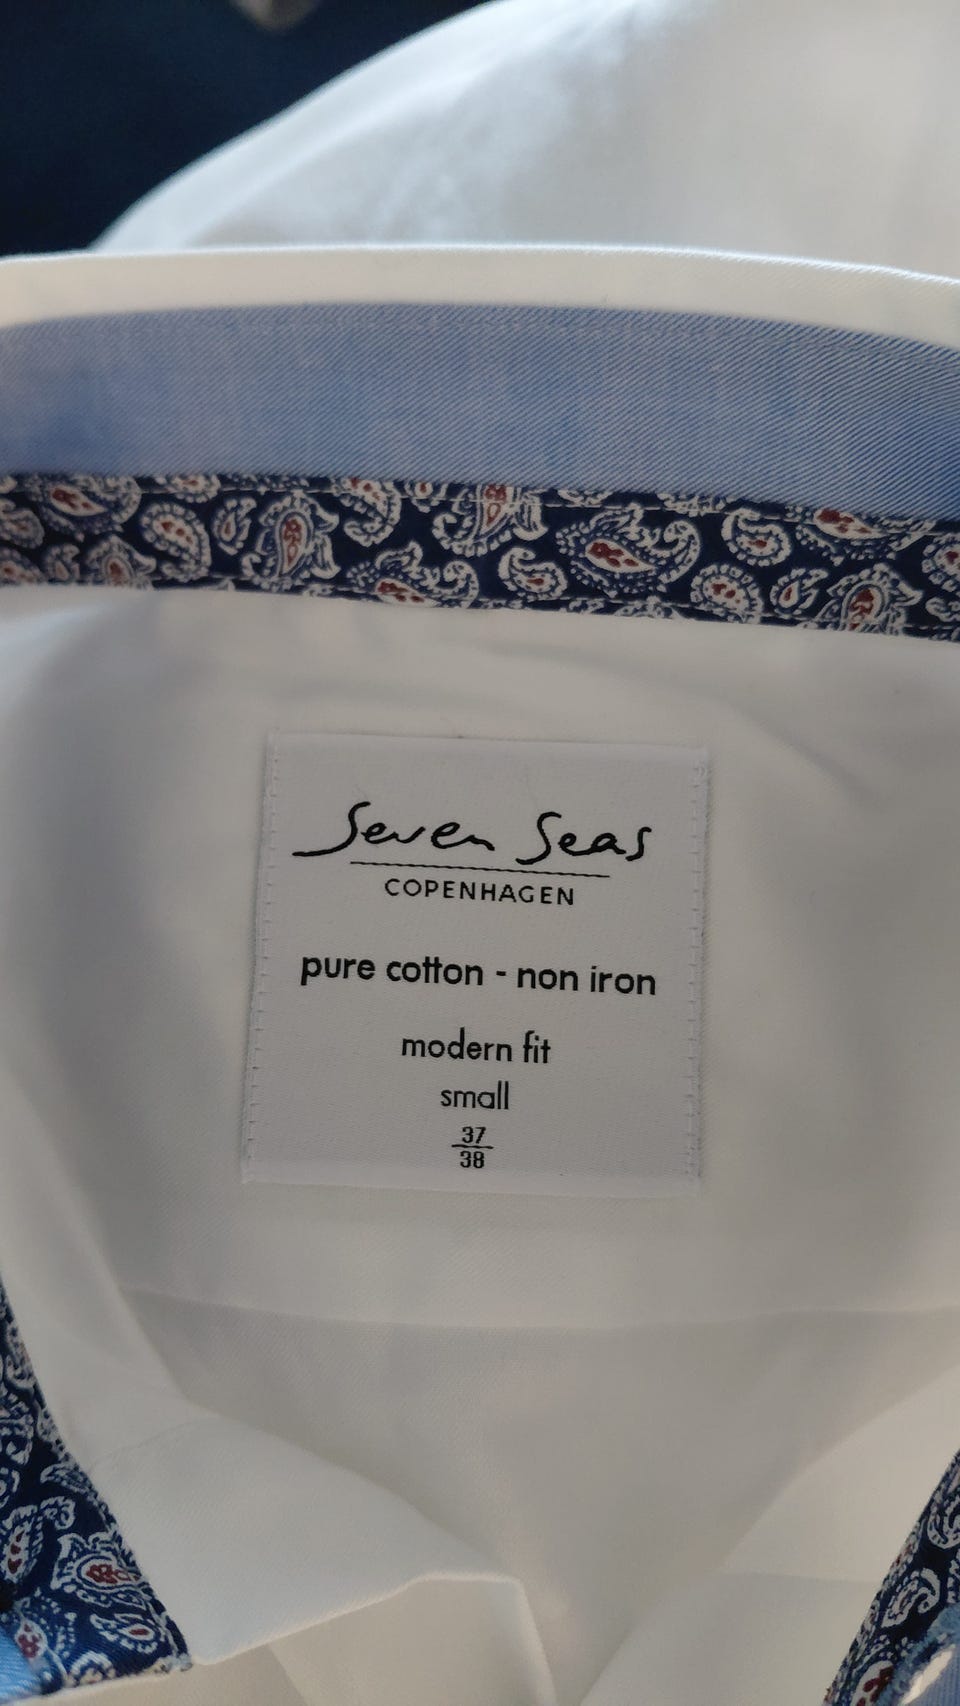 Seven Seas
COPENHAGEN
pure cotton - non iron
modern fit
small
37
38